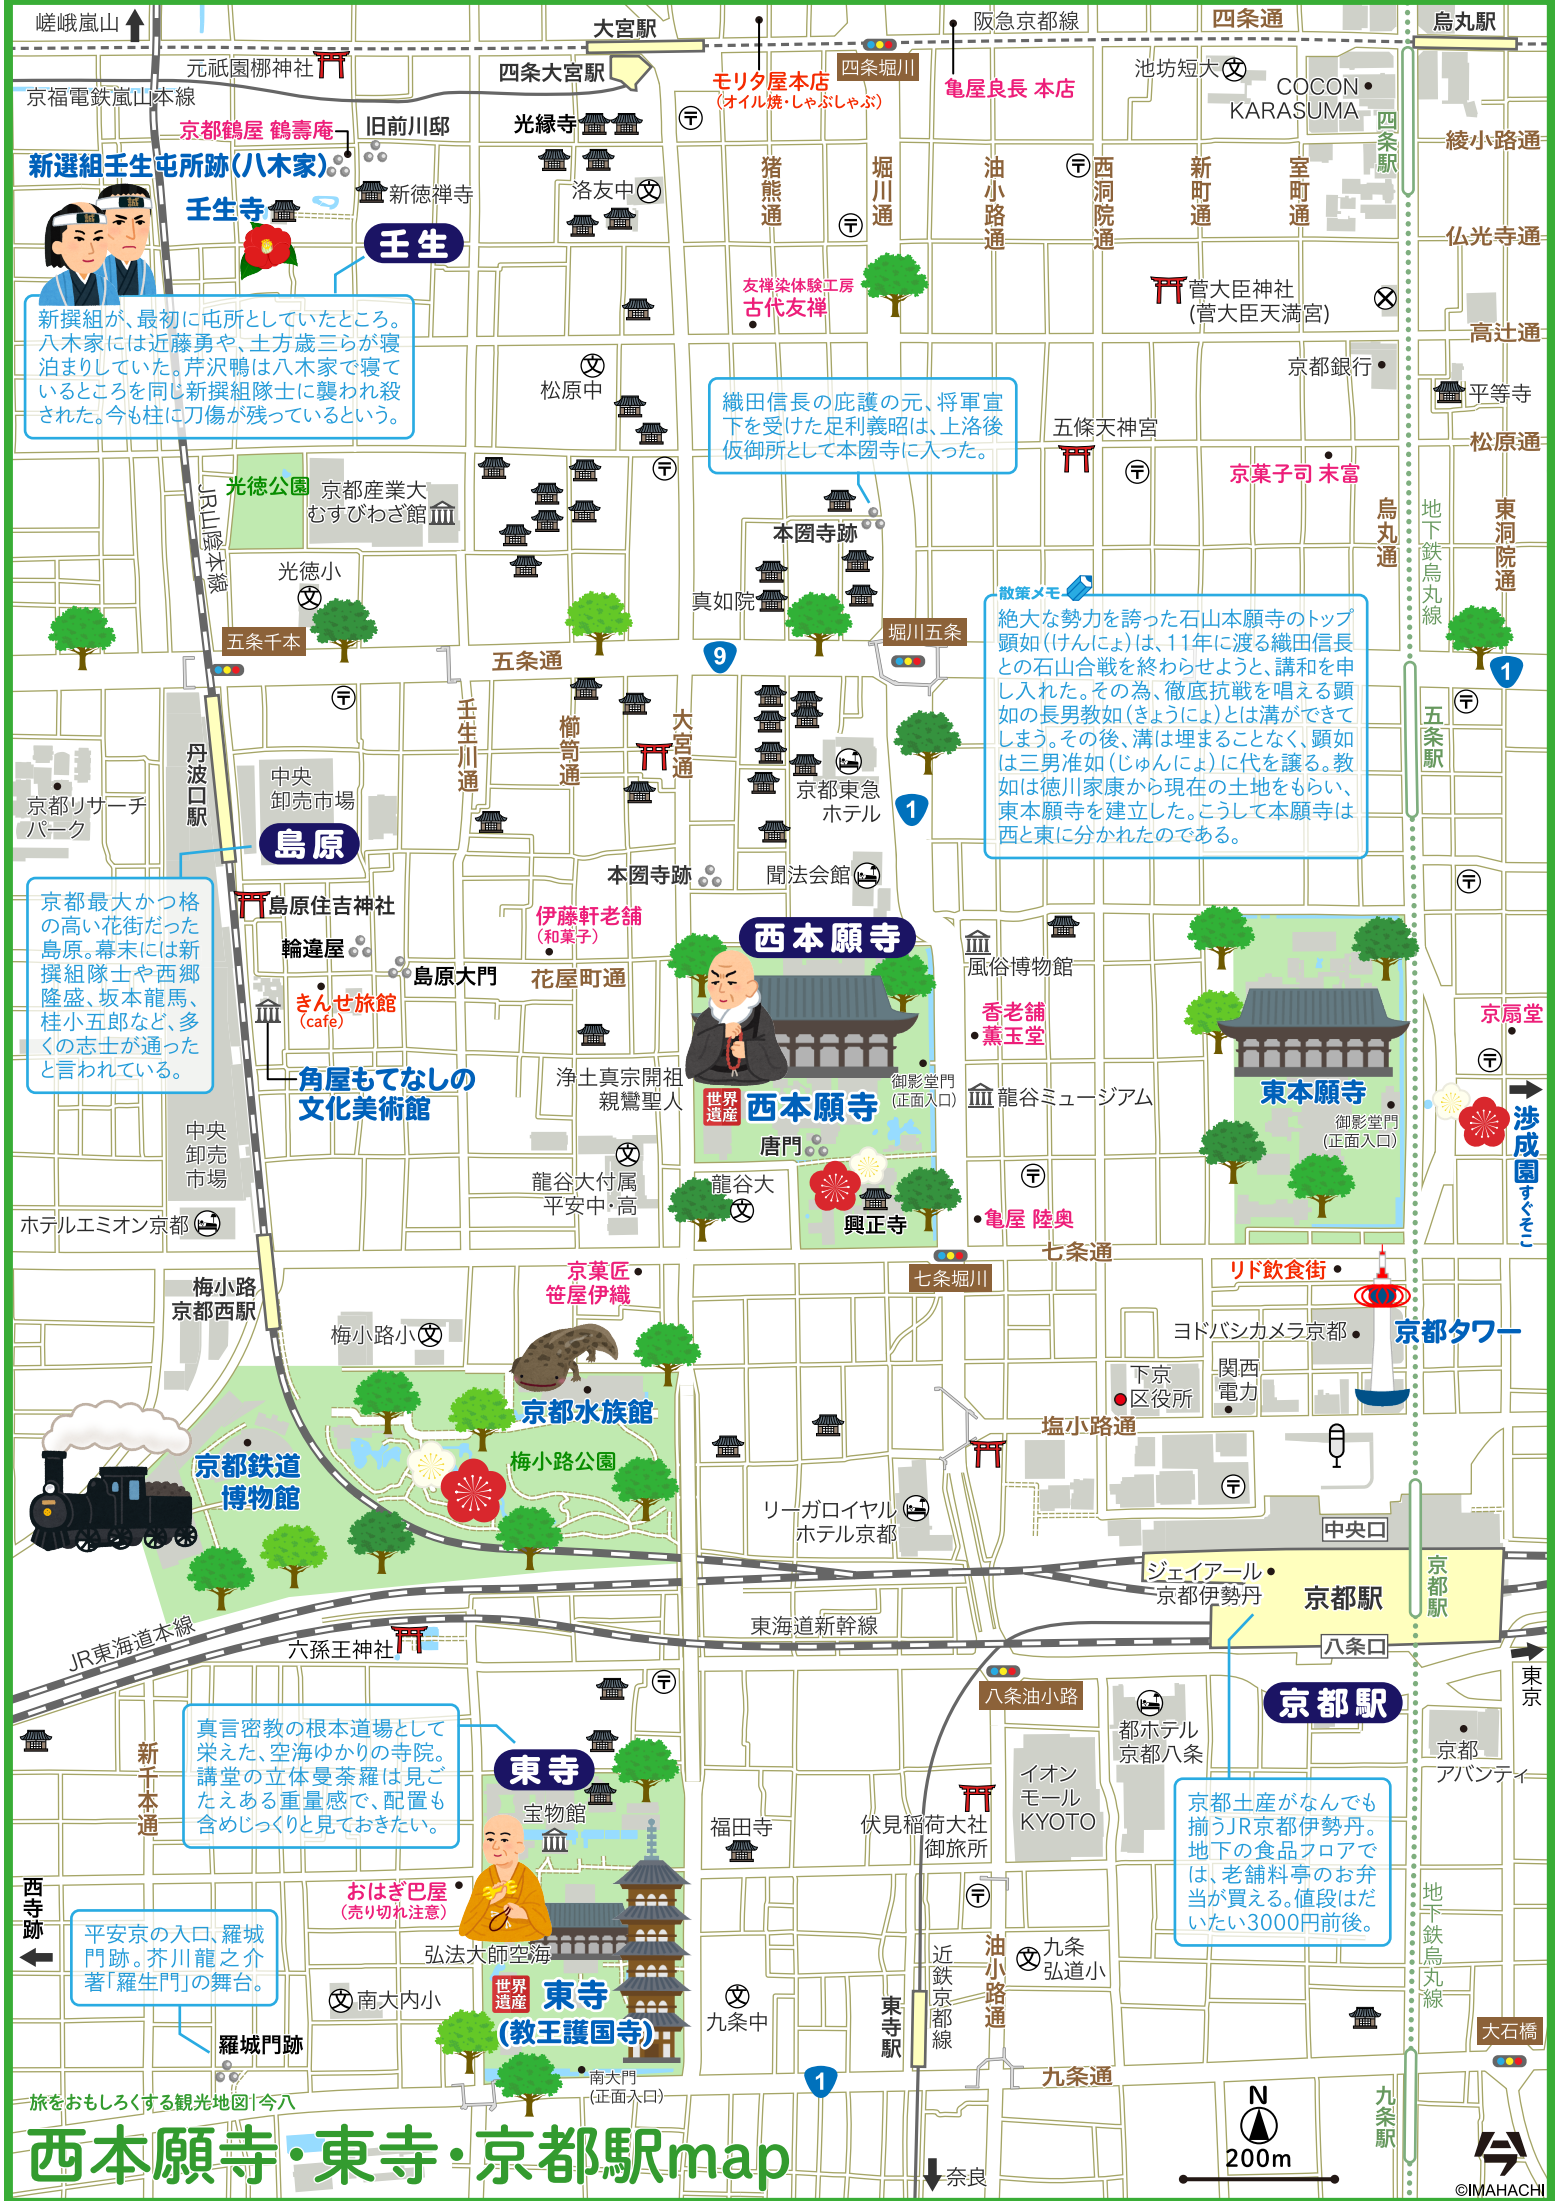 嵯峨嵐山
大宮駅
阪急京都線
四条通
烏丸駅
元祇園梛神社
四条大宮駅
モリタ屋本店
(オイル焼・しゃぶしゃぶ)
四条堀川
亀屋良長 本店
池坊短大
文
COCON
KARASUMA
京福電鉄嵐山本線
四条駅
京都鶴屋 鶴壽庵
旧前川邸
光縁寺
綾小路通
新選組壬生屯所跡(八木家)
新徳禅寺
洛友中
文
猪熊通
堀川通
油小路通
西洞院通
新町通
室町通
壬生寺
壬生
仏光寺通
友禅染体験工房
古代友禅
菅大臣神社
(菅大臣天満宮)
新撰組が、最初に屯所としていたところ。
八木家には近藤勇や、土方歳三らが寝
泊まりしていた。芹沢鴨は八木家で寝て
いるところを同じ新撰組隊士に襲われ殺
された。今も柱に刀傷が残っているという。
高辻通
京都銀行
文
松原中
平等寺
織田信長の庇護の元、将軍宣
下を受けた足利義昭は、上洛後
仮御所として本圀寺に入った。
五條天神宮
松原通
京菓子司 末富
光徳公園
京都産業大
むすびわざ館
JR山陰本線
本圀寺跡
烏丸通
地下鉄烏丸線
東洞院通
光徳小
文
真如院
散策メモ
絶大な勢力を誇った石山本願寺のトップ
顕如(けんにょ)は、11年に渡る織田信長
との石山合戦を終わらせようと、講和を申
し入れた。その為、徹底抗戦を唱える顕
如の長男教如(きょうにょ)とは溝ができて
しまう。その後、溝は埋まることなく、顕如
は三男准如(じゅんにょ)に代を譲る。教
如は徳川家康から現在の土地をもらい、
東本願寺を建立した。こうして本願寺は
西と東に分かれたのである。
五条千本
五条通
9
堀川五条
1
五条駅
壬生川通
櫛笥通
大宮通
丹波口駅
中央
卸売市場
京都リサーチ
パーク
京都東急
ホテル
1
島原
本圀寺跡
聞法会館
京都最大かつ格
の高い花街だった
島原。幕末には新
撰組隊士や西郷
隆盛、坂本龍馬、
桂小五郎など、多
くの志士が通った
と言われている。
島原住吉神社
輪違屋
島原大門
伊藤軒老舗
(和菓子)
花屋町通
西本願寺
風俗博物館
きんせ旅館
(cafe)
香老舗
薫玉堂
京扇堂
角屋もてなしの
文化美術館
浄土真宗開祖
親鸞聖人
世界
遺産
西本願寺
御影堂門
(正面入口)
龍谷ミュージアム
東本願寺
御影堂門
(正面入口)
渉成園
すぐそこ
中央
卸売
市場
唐門
文
龍谷大付属
平安中・高
龍谷大
文
興正寺
亀屋 陸奥
ホテルエミオン京都
七条通
七条堀川
京菓匠
笹屋伊織
リド飲食街
梅小路
京都西駅
梅小路小
文
ヨドバシカメラ京都
京都タワー
下京
区役所
関西
電力
京都水族館
塩小路通
京都鉄道
博物館
梅小路公園
リーガロイヤル
ホテル京都
中央口
ジェイアール
京都伊勢丹
京都駅
京都駅
八条口
JR東海道本線
六孫王神社
東海道新幹線
東京
八条油小路
京都駅
都ホテル
京都八条
京都
アバンティ
真言密教の根本道場として
栄えた、空海ゆかりの寺院。
講堂の立体曼荼羅は見ご
たえある重量感で、配置も
含めじっくりと見ておきたい。
新千本通
東寺
宝物館
イオン
モール
KYOTO
福田寺
伏見稲荷大社
御旅所
京都土産がなんでも
揃うJR京都伊勢丹。
地下の食品フロアで
は、老舗料亭のお弁
当が買える。値段はだ
いたい3000円前後。
西寺跡
おはぎ巴屋
(売り切れ注意)
平安京の入口、羅城
門跡。芥川龍之介
著「羅生門」の舞台。
弘法大師空海
世界
遺産
東寺
(教王護国寺)
文
南大内小
文
九条中
東寺駅
近鉄京都線
油小路通
文
九条
弘道小
地下鉄烏丸線
大石橋
羅城門跡
南大門
(正面入口)
1
九条通
九条駅
旅をおもしろくする観光地図|今八
西本願寺・東寺・京都駅map
奈良
N
200m
©IMAHACHI